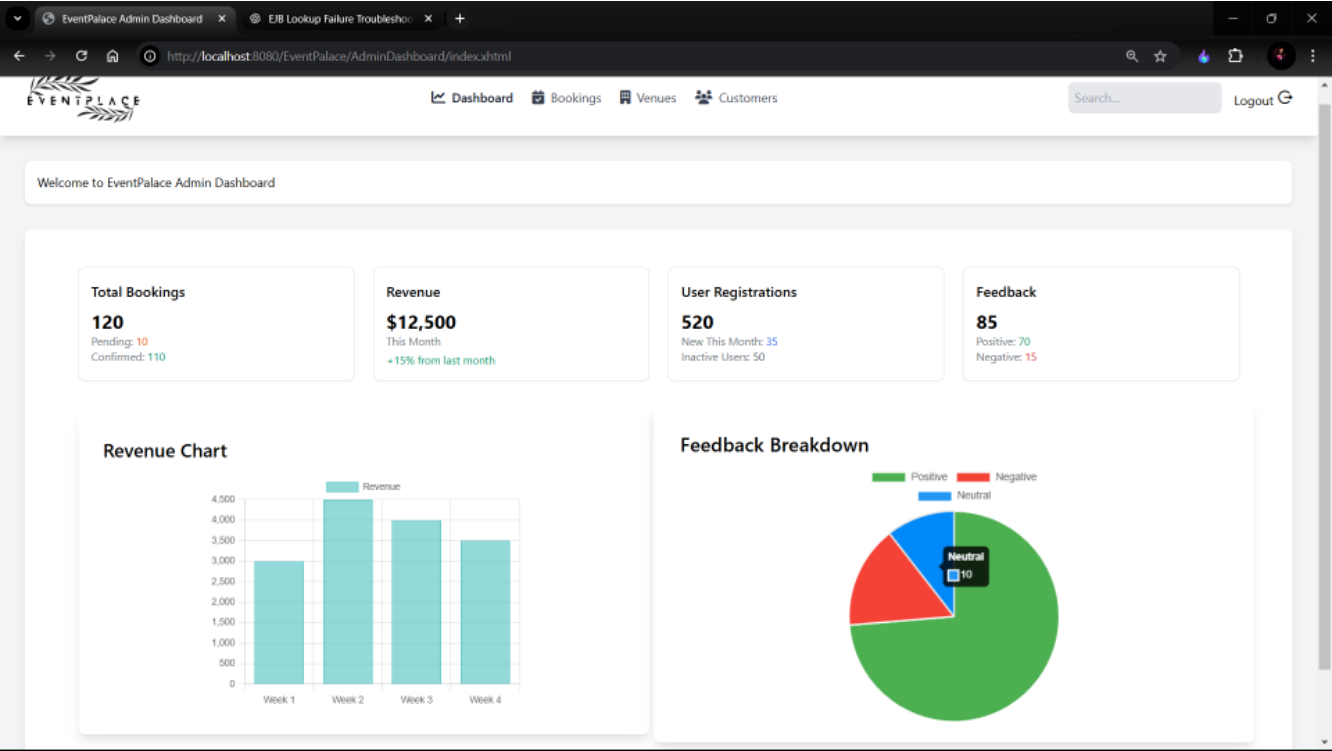 EventPalace Admin Dashboard
EJB Lookup Failure Troubleshoo
http://localhost:8080/EventPalace/AdminDashboard/index.xhtml
EVENTPLACE
Dashboard Bookings Venues Customers
Search...
Logout
Welcome to EventPalace Admin Dashboard
Total Bookings
120
Pending: 10
Confirmed: 110
Revenue
$12,500
This Month
+15% from last month
User Registrations
520
New This Month: 35
Inactive Users: 50
Feedback
85
Positive: 70
Negative: 15
Revenue Chart
Revenue
4,500
4,000
3,500
3,000
2,500
2,000
1,500
1,000
500
0
Week 1 Week 2 Week 3 Week 4
Feedback Breakdown
Positive Negative
Neutral
Neutral
10